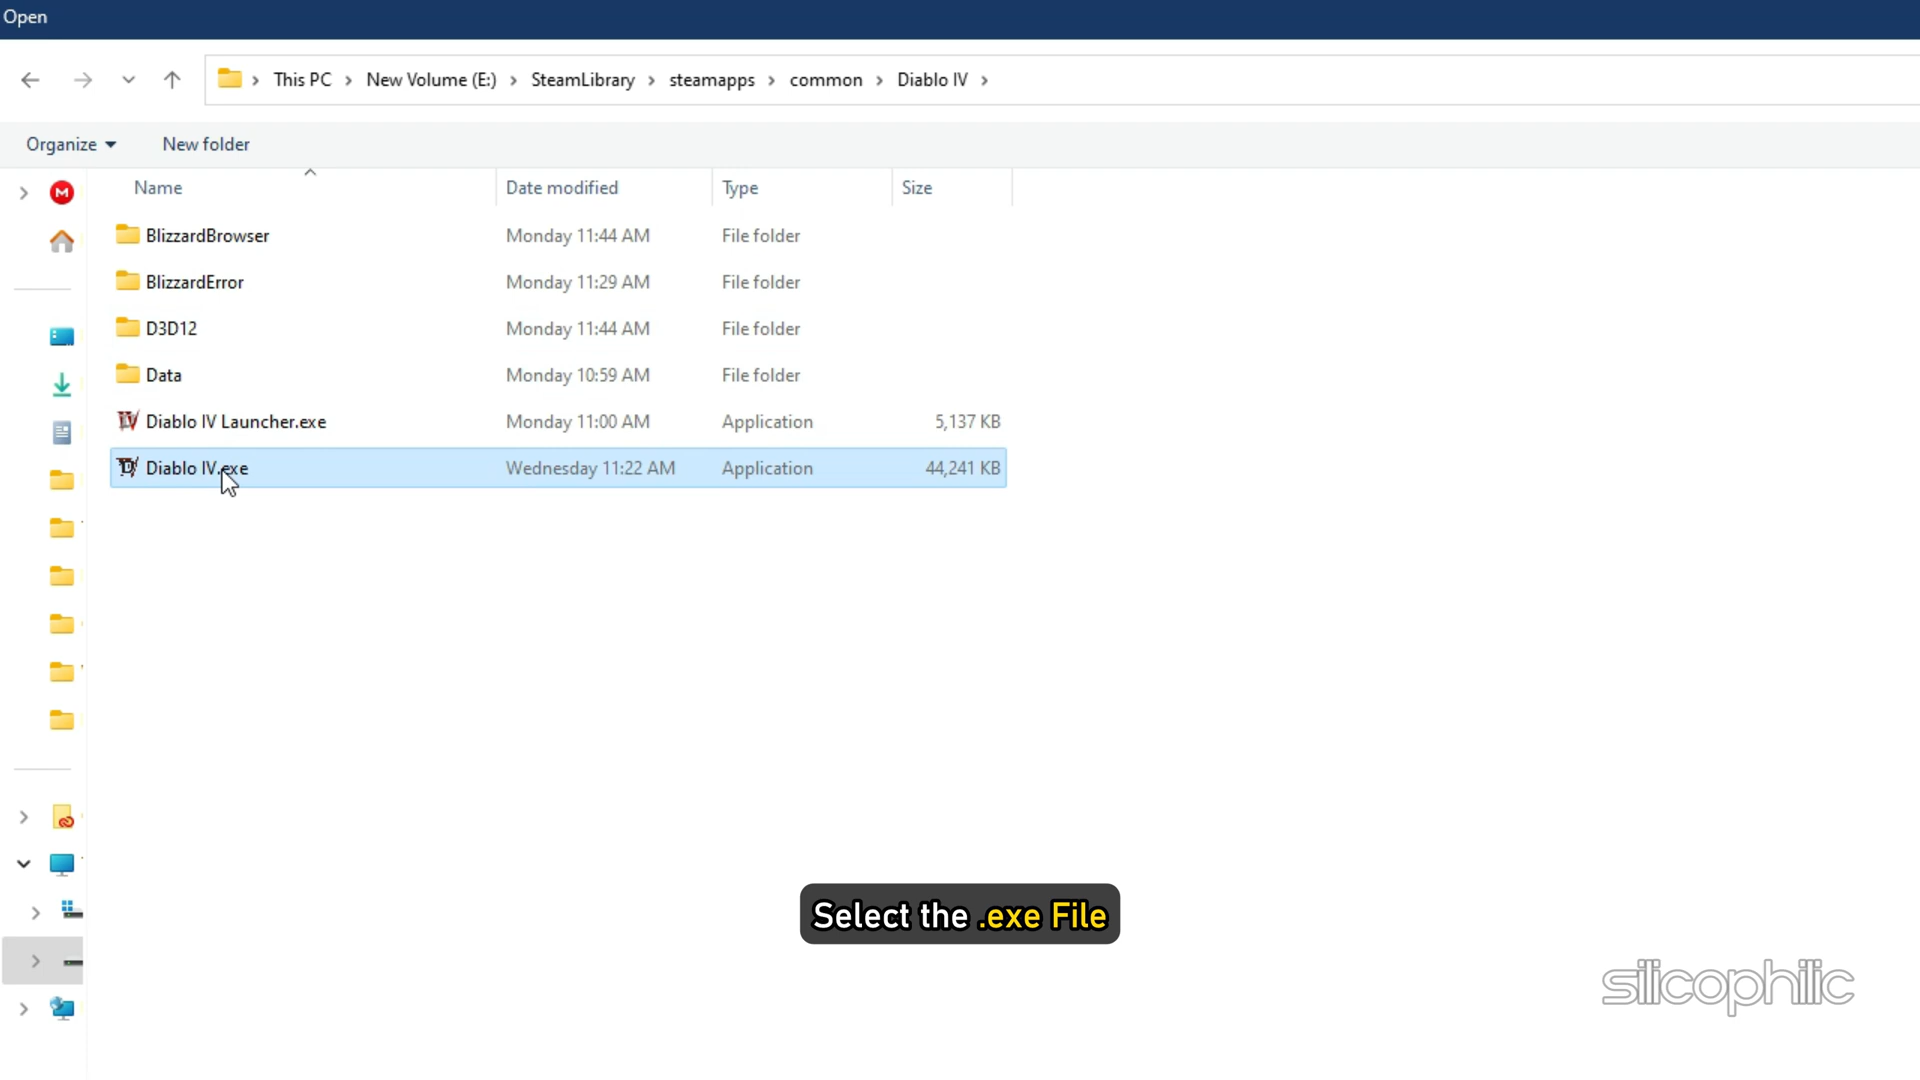 Open
This PC > New Volume (E:) > SteamLibrary > steamapps > common > Diablo IV >
Organize New folder
Name Date modified Type Size
BlizzardBrowser Monday 11:44 AM File folder
BlizzardError Monday 11:29 AM File folder
D3D12 Monday 11:44 AM File folder
Data Monday 10:59 AM File folder
Diablo IV Launcher.exe Monday 11:00 AM Application 5,137 KB
Diablo IV.exe Wednesday 11:22 AM Application 44,241 KB
Select the .exe File
silicophilic